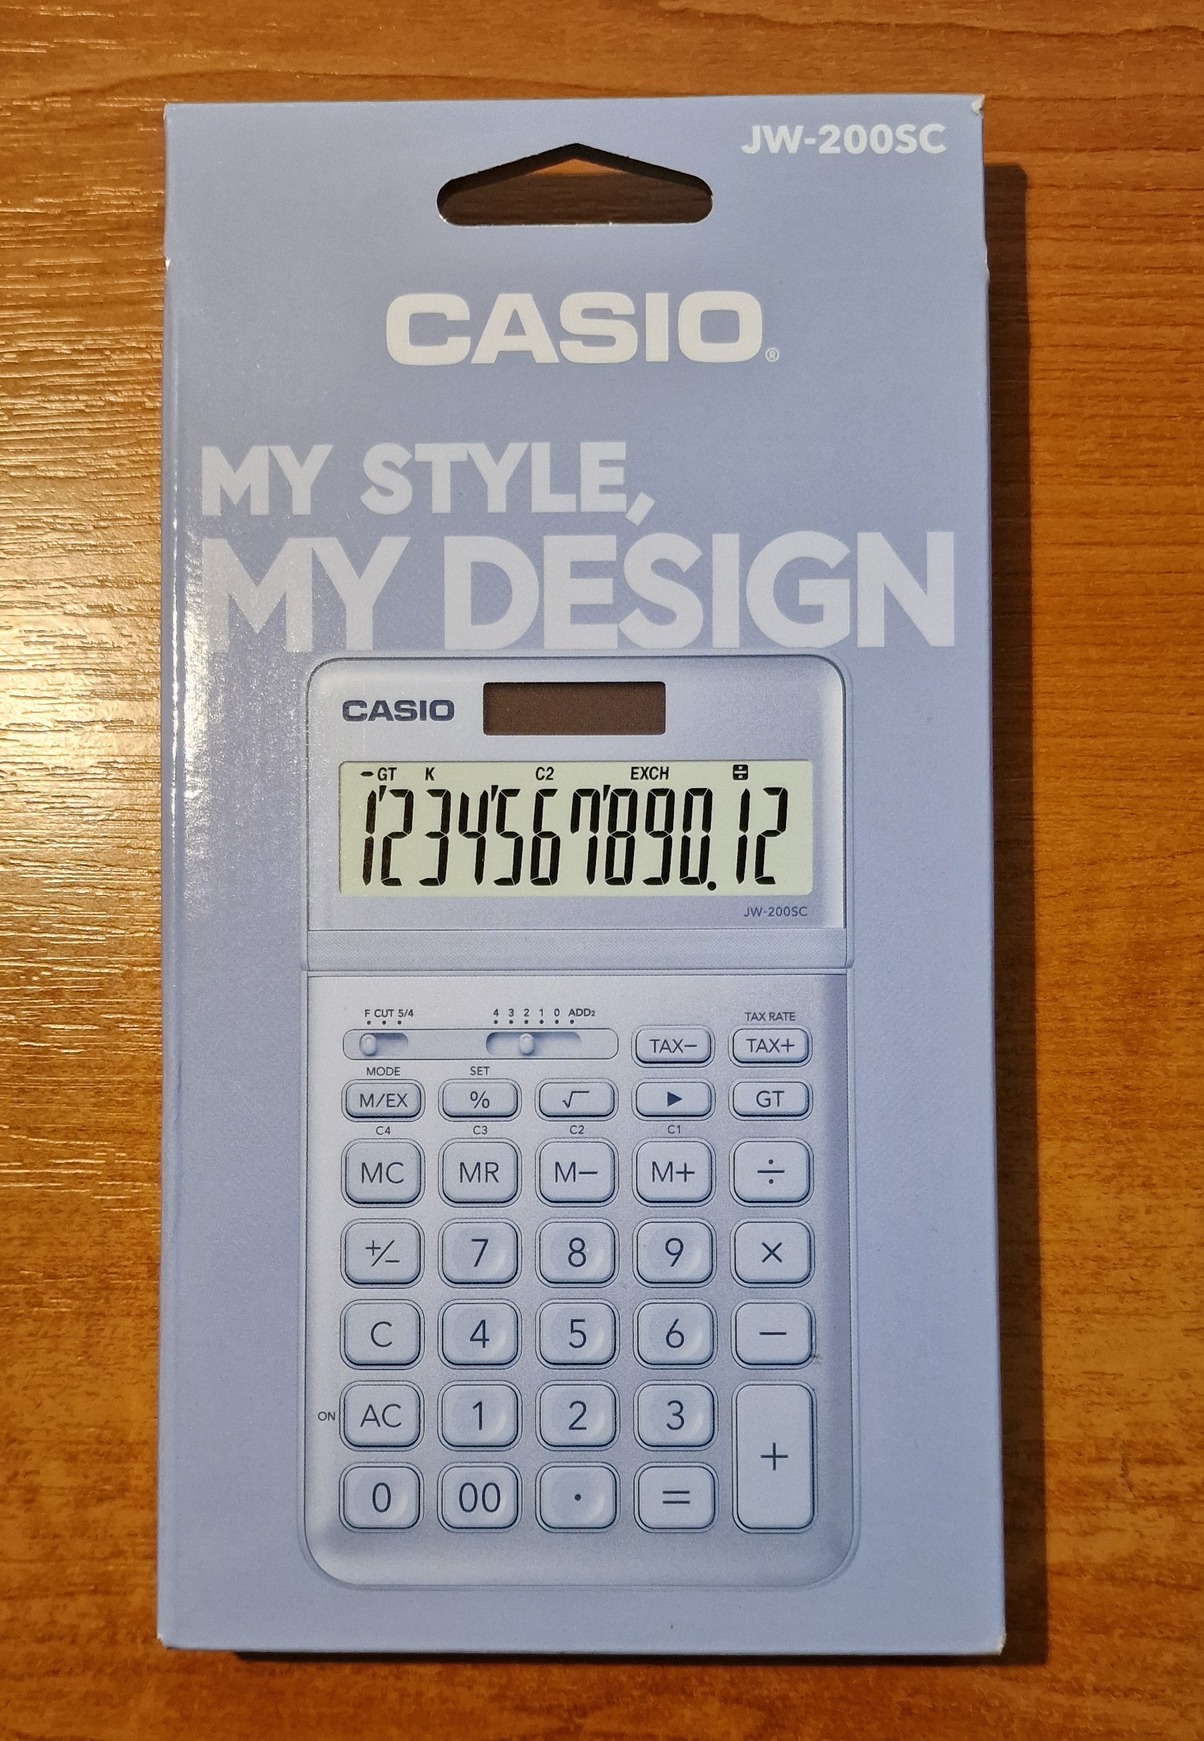 JW-200SC
CASIO®
MY STYLE,
MY DESIGN
CASIO
GT K C2 EXCH
12'34'567'890.12
JW-200SC
F CUT 5/4 4 3 2 1 0 ADD2 TAX RATE
TAX− TAX+
MODE SET
M/EX % √ ▶ GT
C4 C3 C2 C1
MC MR M− M+ ÷
+/− 7 8 9 ×
C 4 5 6 −
ON AC 1 2 3
+
0 00 · =